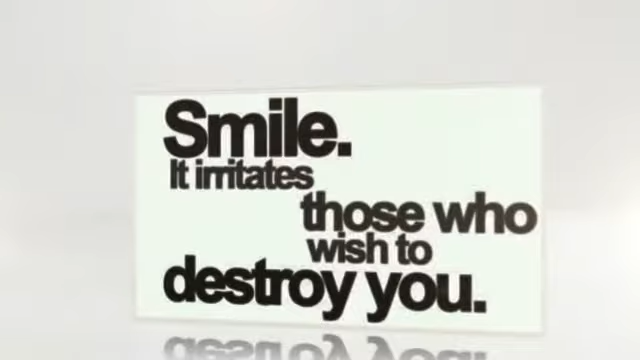 Smile.
It irritates
those who
wish to
destroy you.